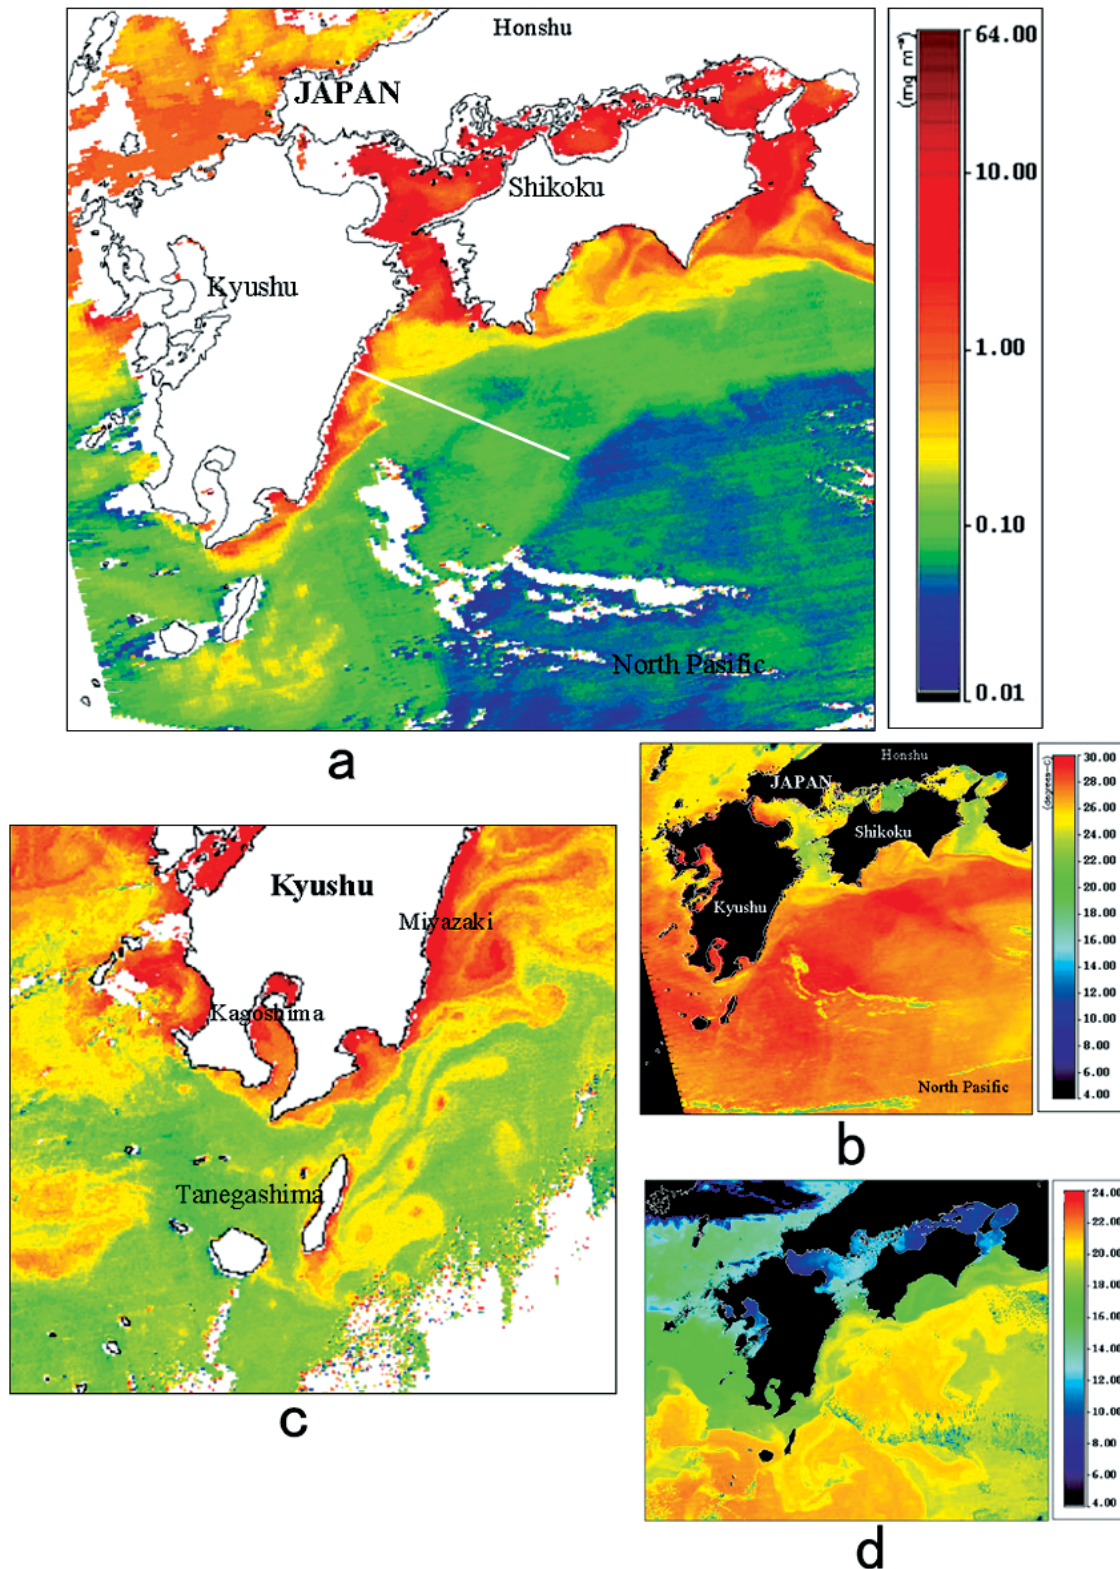 Honshu
JAPAN
Shikoku
Kyushu
North Pasific
64.00
(mg m⁻³)
10.00
1.00
0.10
0.01
a
Honshu
JAPAN
Shikoku
Kyushu
North Pasific
30.00
(degrees-C)
28.00
26.00
24.00
22.00
20.00
18.00
16.00
14.00
12.00
10.00
8.00
6.00
4.00
b
Kyushu
Miyazaki
Kagoshima
Tanegashima
c
24.00
22.00
20.00
18.00
16.00
14.00
12.00
10.00
8.00
6.00
4.00
d